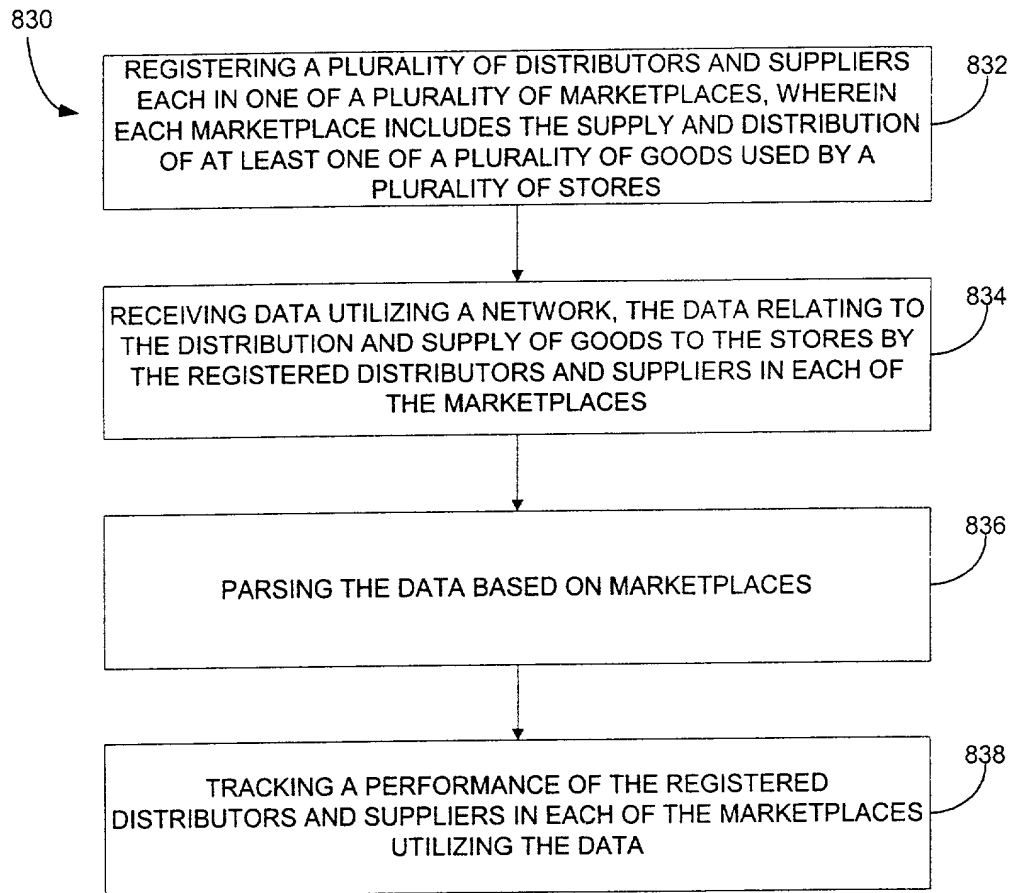 830
REGISTERING A PLURALITY OF DISTRIBUTORS AND SUPPLIERS
EACH IN ONE OF A PLURALITY OF MARKETPLACES, WHEREIN
EACH MARKETPLACE INCLUDES THE SUPPLY AND DISTRIBUTION
OF AT LEAST ONE OF A PLURALITY OF GOODS USED BY A
PLURALITY OF STORES
832
RECEIVING DATA UTILIZING A NETWORK, THE DATA RELATING TO
THE DISTRIBUTION AND SUPPLY OF GOODS TO THE STORES BY
THE REGISTERED DISTRIBUTORS AND SUPPLIERS IN EACH OF
THE MARKETPLACES
834
PARSING THE DATA BASED ON MARKETPLACES
836
TRACKING A PERFORMANCE OF THE REGISTERED
DISTRIBUTORS AND SUPPLIERS IN EACH OF THE MARKETPLACES
UTILIZING THE DATA
838